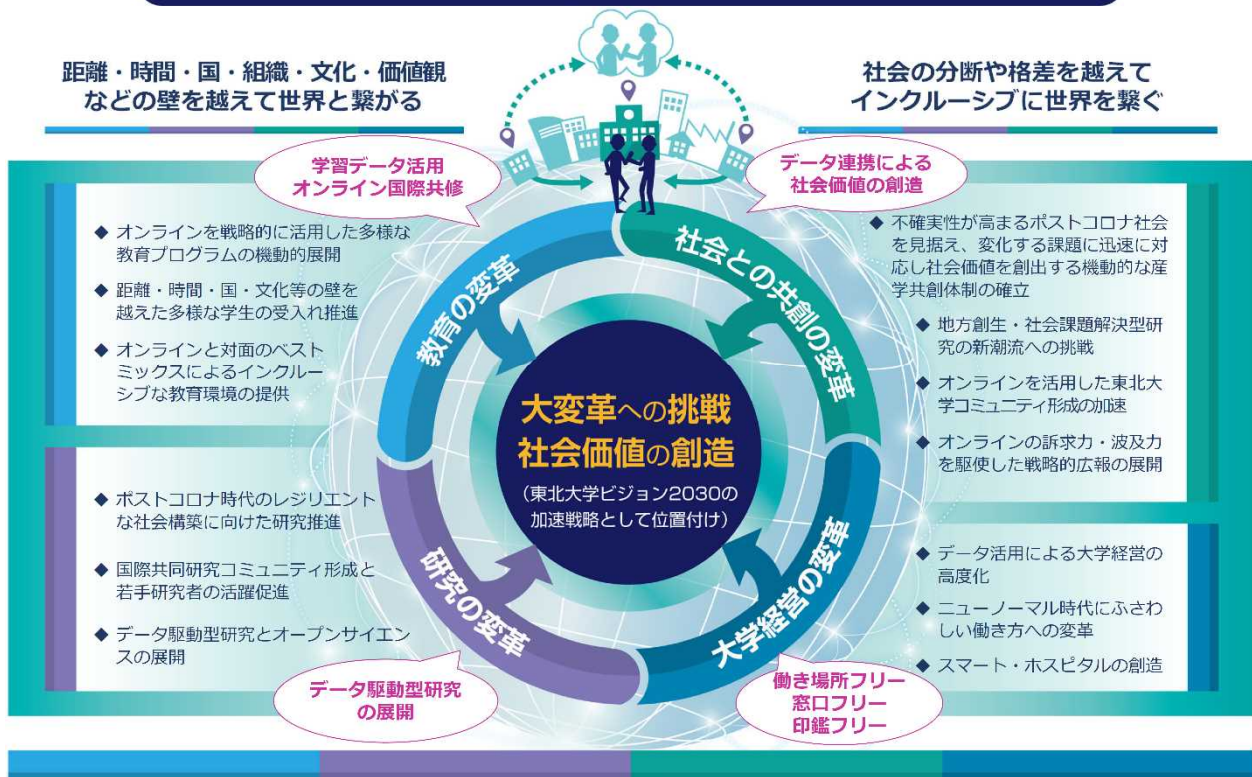 距離・時間・国・組織・文化・価値観
などの壁を越えて世界と繋がる
社会の分断や格差を越えて
インクルーシブに世界を繋ぐ
学習データ活用
オンライン国際共修
データ連携による
社会価値の創造
◆ オンラインを戦略的に活用した多様な
教育プログラムの機動的展開
◆ 距離・時間・国・文化等の壁を
越えた多様な学生の受入れ推進
◆ オンラインと対面のベスト
ミックスによるインクルー
シブな教育環境の提供
教育の変革
社会との共創の変革
◆ 不確実性が高まるポストコロナ社会
を見据え、変化する課題に迅速に対
応し社会価値を創出する機動的な産
学共創体制の確立
◆ 地方創生・社会課題解決型研
究の新潮流への挑戦
◆ オンラインを活用した東北大
学コミュニティ形成の加速
◆ オンラインの訴求力・波及力
を駆使した戦略的広報の展開
大変革への挑戦
社会価値の創造
(東北大学ビジョン2030の
加速戦略として位置付け)
◆ ポストコロナ時代のレジリエント
な社会構築に向けた研究推進
◆ 国際共同研究コミュニティ形成と
若手研究者の活躍促進
◆ データ駆動型研究とオープンサイエン
スの展開
研究の変革
大学経営の変革
◆ データ活用による大学経営の
高度化
◆ ニューノーマル時代にふさわ
しい働き方への変革
◆ スマート・ホスピタルの創造
データ駆動型研究
の展開
働き場所フリー
窓口フリー
印鑑フリー